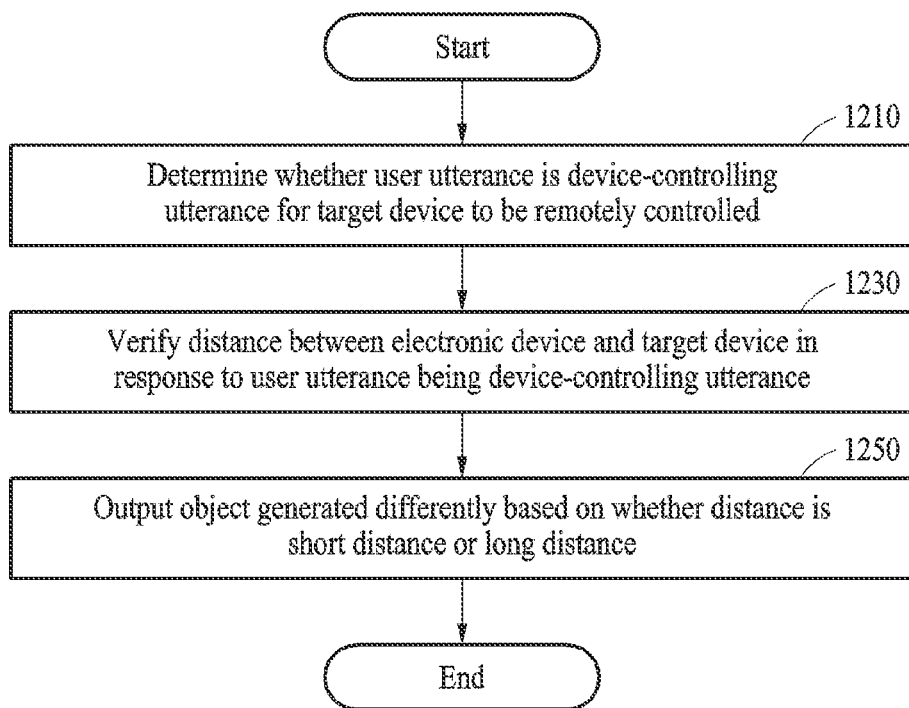 Start
1210
Determine whether user utterance is device-controlling
utterance for target device to be remotely controlled
1230
Verify distance between electronic device and target device in
response to user utterance being device-controlling utterance
1250
Output object generated differently based on whether distance is
short distance or long distance
End